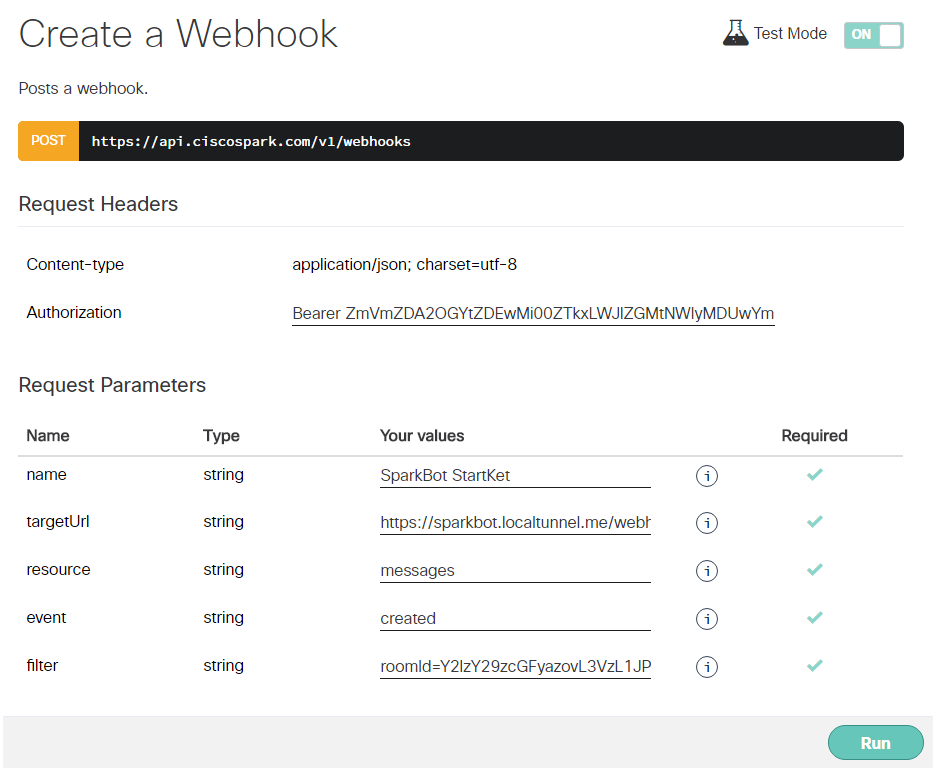 Create a Webhook
Test Mode ON
Posts a webhook.
POST https://api.ciscospark.com/v1/webhooks
Request Headers
Content-type application/json; charset=utf-8
Authorization Bearer ZmVmZDA2OGYtZDEwMi00ZTkxLWJlZGMtNWIyMDUwYm
Request Parameters
Name Type Your values Required
name string SparkBot StartKet
targetUrl string https://sparkbot.localtunnel.me/webh
resource string messages
event string created
filter string roomId=Y2lzY29zcGFyazovL3VzL1JP
Run